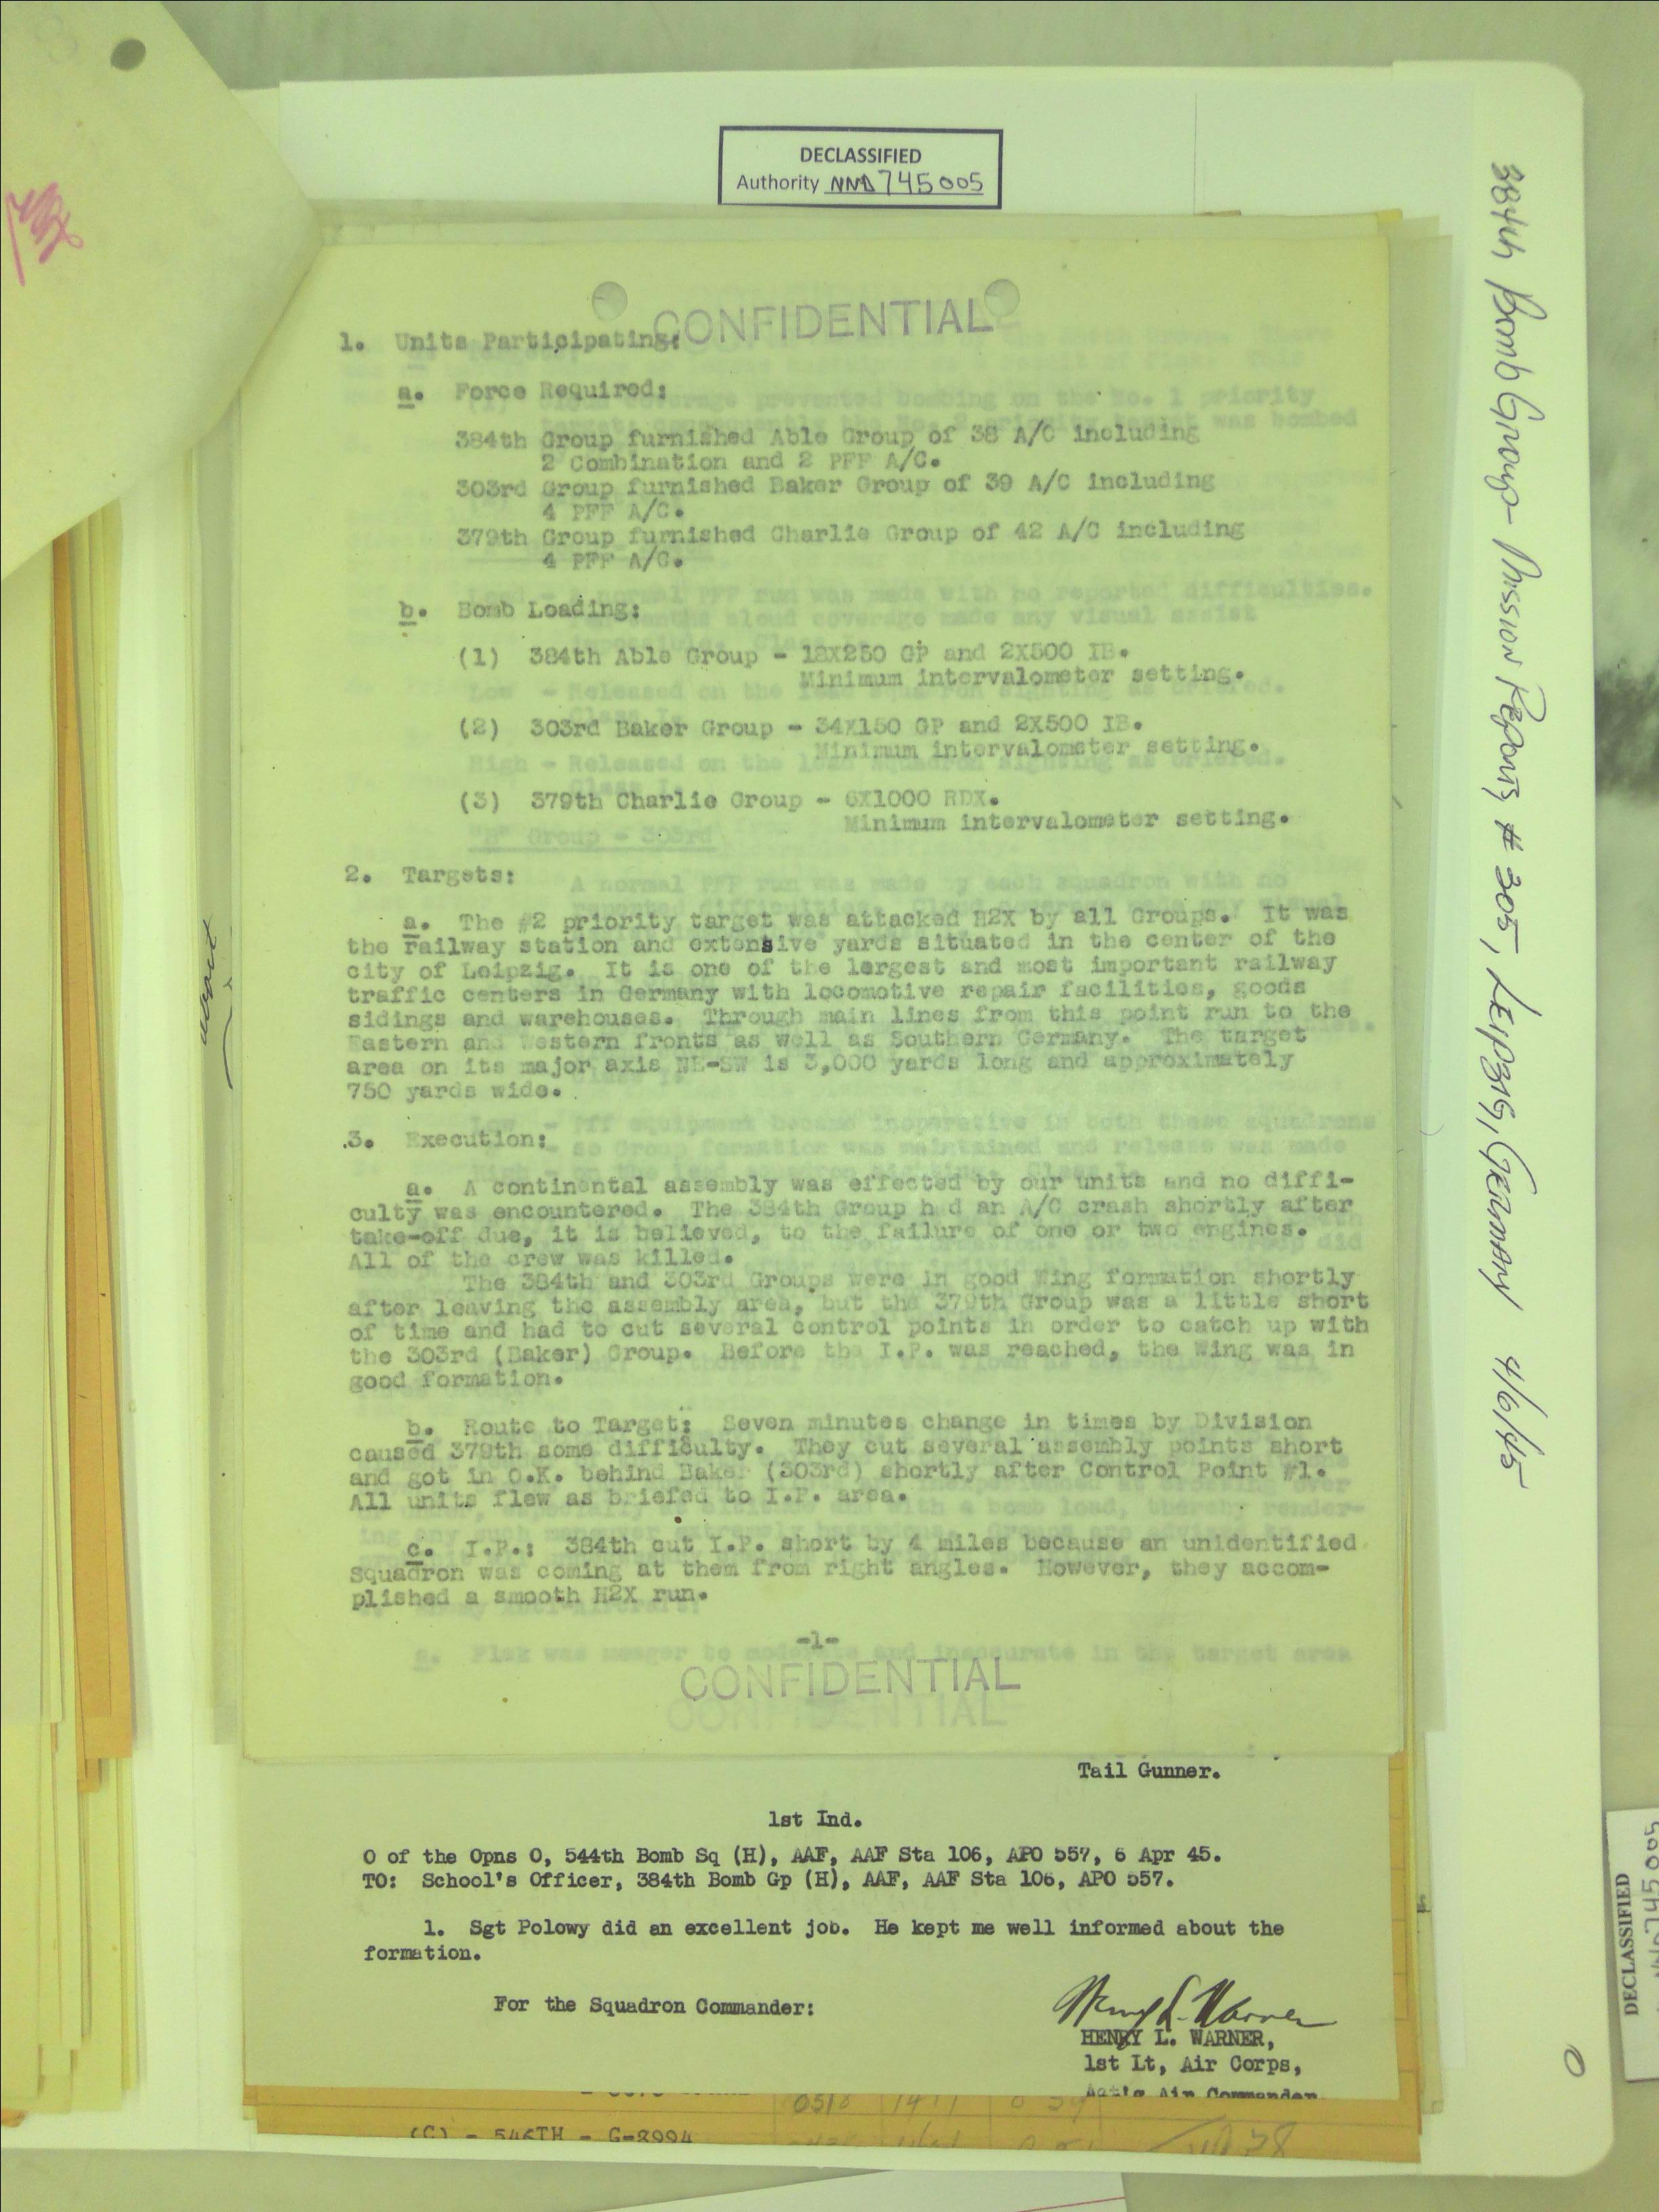 DECLASSIFIED
Authority NND 745005
CONFIDENTIAL
1. Units Participating:
a. Force Required:
384th Group furnished Able Group of 38 A/C including
2 Combination and 2 PFF A/C.
303rd Group furnished Baker Group of 39 A/C including
4 PFF A/C.
379th Group furnished Charlie Group of 42 A/C including
4 PFF A/C.
b. Bomb Loading:
(1) 384th Able Group - 12X250 GP and 2X500 IB.
Minimum intervalometer setting.
(2) 303rd Baker Group - 34X150 GP and 2X500 IB.
Minimum intervalometer setting.
(3) 379th Charlie Group - 6X1000 RDX.
Minimum intervalometer setting.
2. Targets:
a. The #2 priority target was attacked H2X by all Groups. It was
the railway station and extensive yards situated in the center of the
city of Leipzig. It is one of the largest and most important railway
traffic centers in Germany with locomotive repair facilities, goods
sidings and warehouses. Through main lines from this point run to the
Eastern and Western fronts as well as Southern Germany. The target
area on its major axis NE-SW is 3,000 yards long and approximately
750 yards wide.
3. Execution:
a. A continental assembly was effected by our units and no diffi-
culty was encountered. The 384th Group h d an A/C crash shortly after
take-off due, it is believed, to the failure of one or two engines.
All of the crew was killed.
The 384th and 303rd Groups were in good Wing formation shortly
after leaving the assembly area, but the 379th Group was a little short
of time and had to cut several control points in order to catch up with
the 303rd (Baker) Group. Before the I.P. was reached, the Wing was in
good formation.
b. Route to Target: Seven minutes change in times by Division
caused 379th some difficulty. They cut several assembly points short
and got in O.K. behind Baker (303rd) shortly after Control Point #1.
All units flew as briefed to I.P. area.
c. I.P.: 384th cut I.P. short by 4 miles because an unidentified
Squadron was coming at them from right angles. However, they accom-
plished a smooth H2X run.
-1-
CONFIDENTIAL
Tail Gunner.
1st Ind.
O of the Opns O, 544th Bomb Sq (H), AAF, AAF Sta 106, APO 557, 6 Apr 45.
TO: School's Officer, 384th Bomb Gp (H), AAF, AAF Sta 106, APO 557.
1. Sgt Polowy did an excellent job. He kept me well informed about the
formation.
For the Squadron Commander:
Henry L. Warner
HENRY L. WARNER,
1st Lt, Air Corps,
Ass't Air Commander.
(C) - 546TH - G-8994
384th Bomb Group - Mission Reports # 305, Leipzig, Germany 4/6/45
DECLASSIFIED